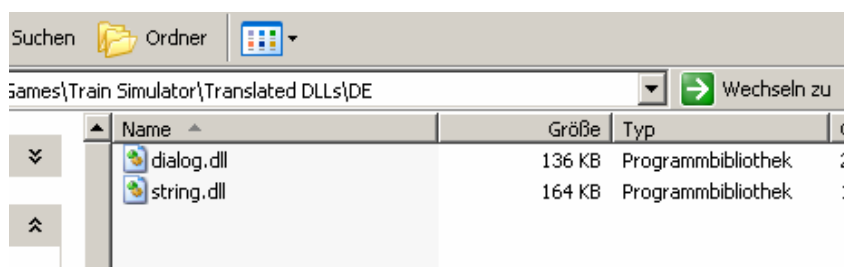 Suchen Ordner
Games\Train Simulator\Translated DLLs\DE Wechseln zu
Name Größe Typ
dialog.dll 136 KB Programmbibliothek
string.dll 164 KB Programmbibliothek